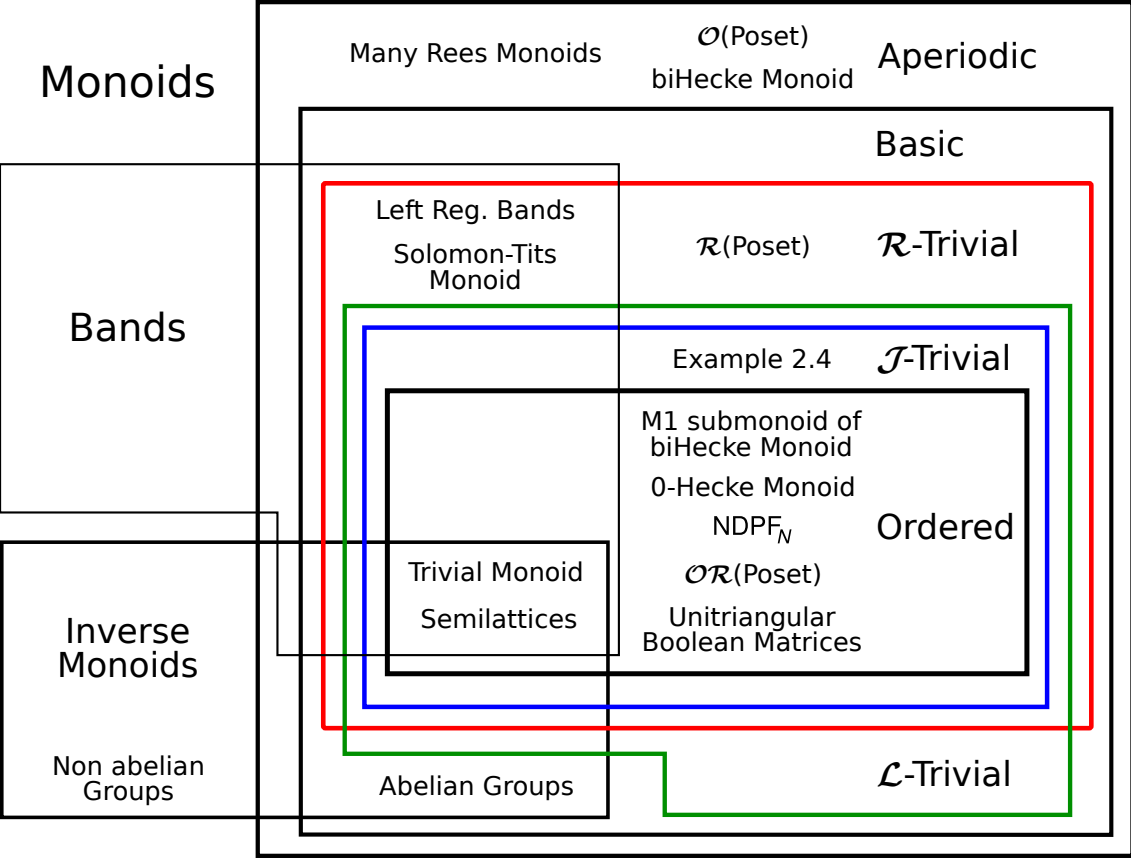 Monoids
Many Rees Monoids
𝒪(Poset)
biHecke Monoid
Aperiodic
Basic
Left Reg. Bands
Solomon-Tits
Monoid
ℛ(Poset)
ℛ-Trivial
Bands
Example 2.4
𝒥-Trivial
M1 submonoid of
biHecke Monoid
0-Hecke Monoid
NDPF_N
Ordered
𝒪ℛ(Poset)
Unitriangular
Boolean Matrices
Trivial Monoid
Semilattices
Inverse
Monoids
Non abelian
Groups
Abelian Groups
ℒ-Trivial